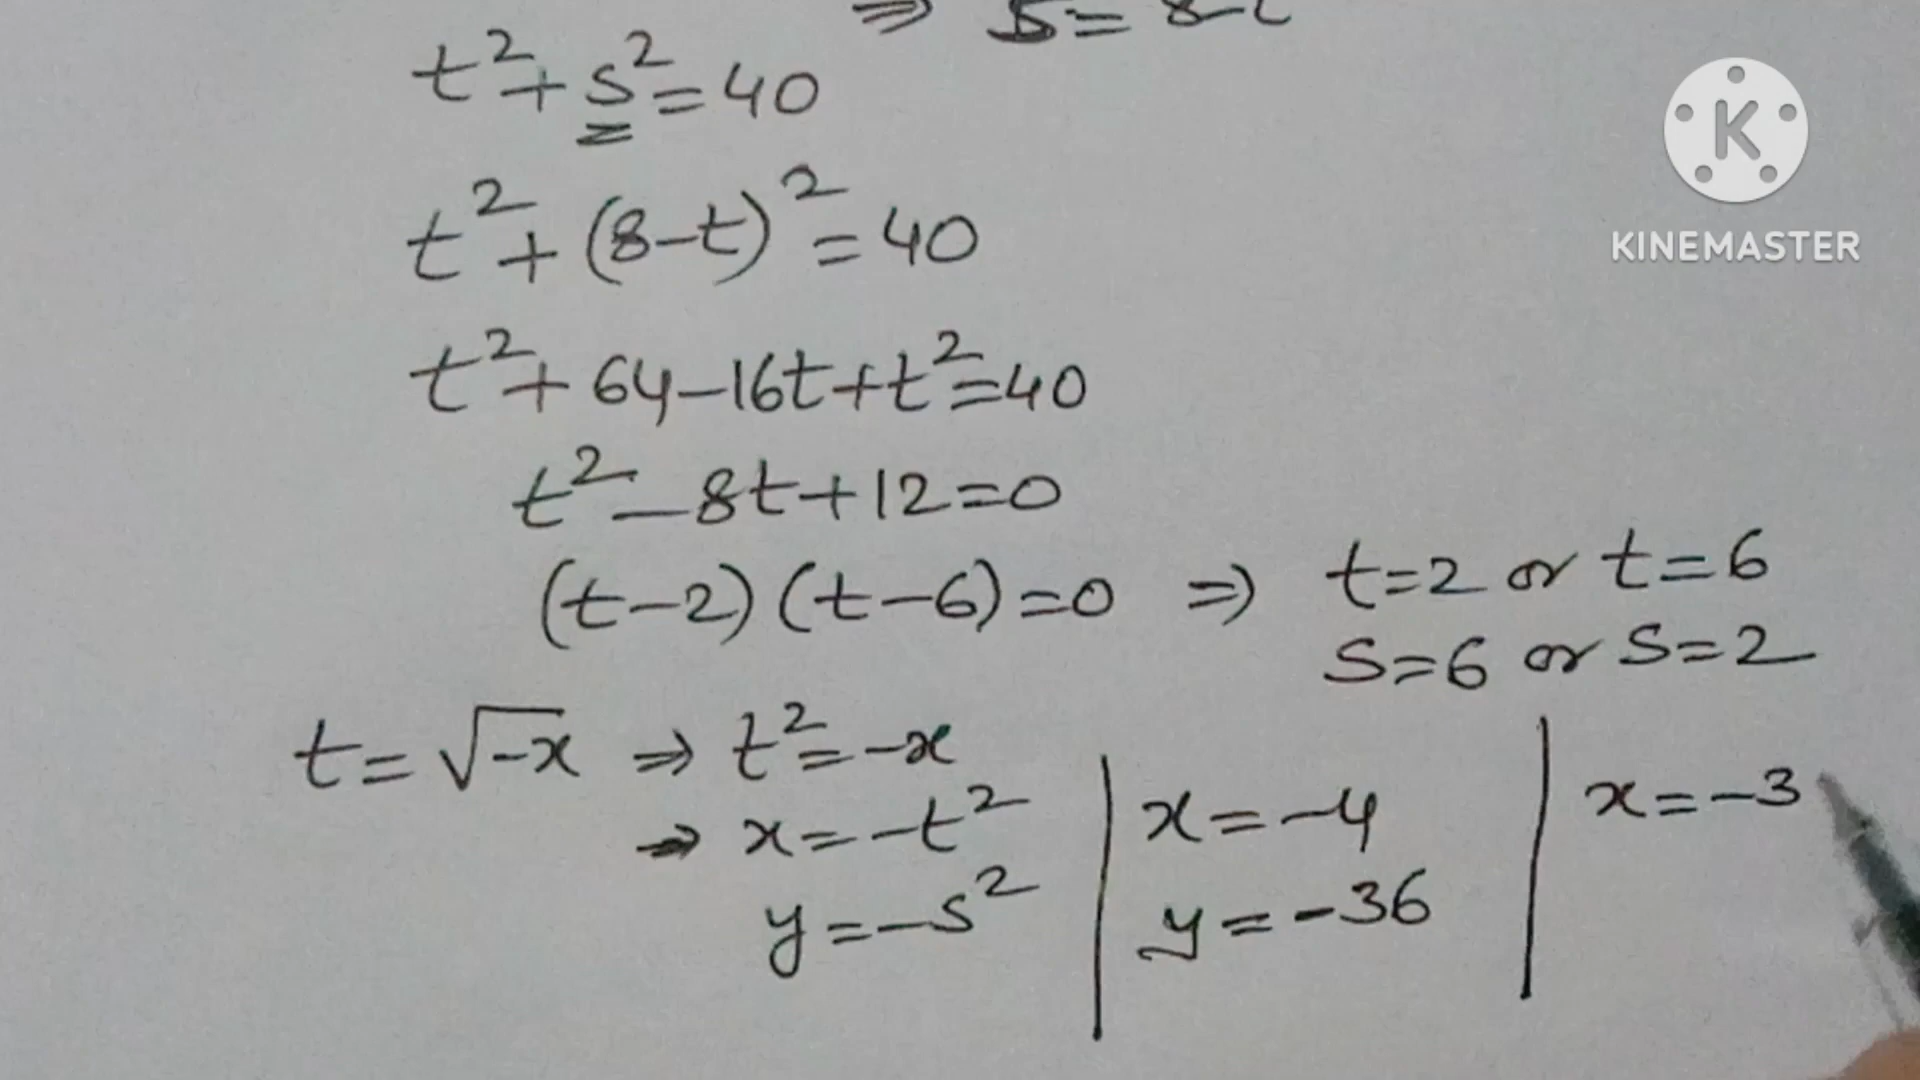 ⇒ s=8-t
t²+s²=40
t²+(8-t)²=40
t²+64-16t+t²=40
t²-8t+12=0
(t-2)(t-6)=0 ⇒ t=2 or t=6
s=6 or s=2
t=√-x ⇒ t²=-x
⇒ x=-t²
y=-s²
x=-4
y=-36
x=-3
K
KINEMASTER